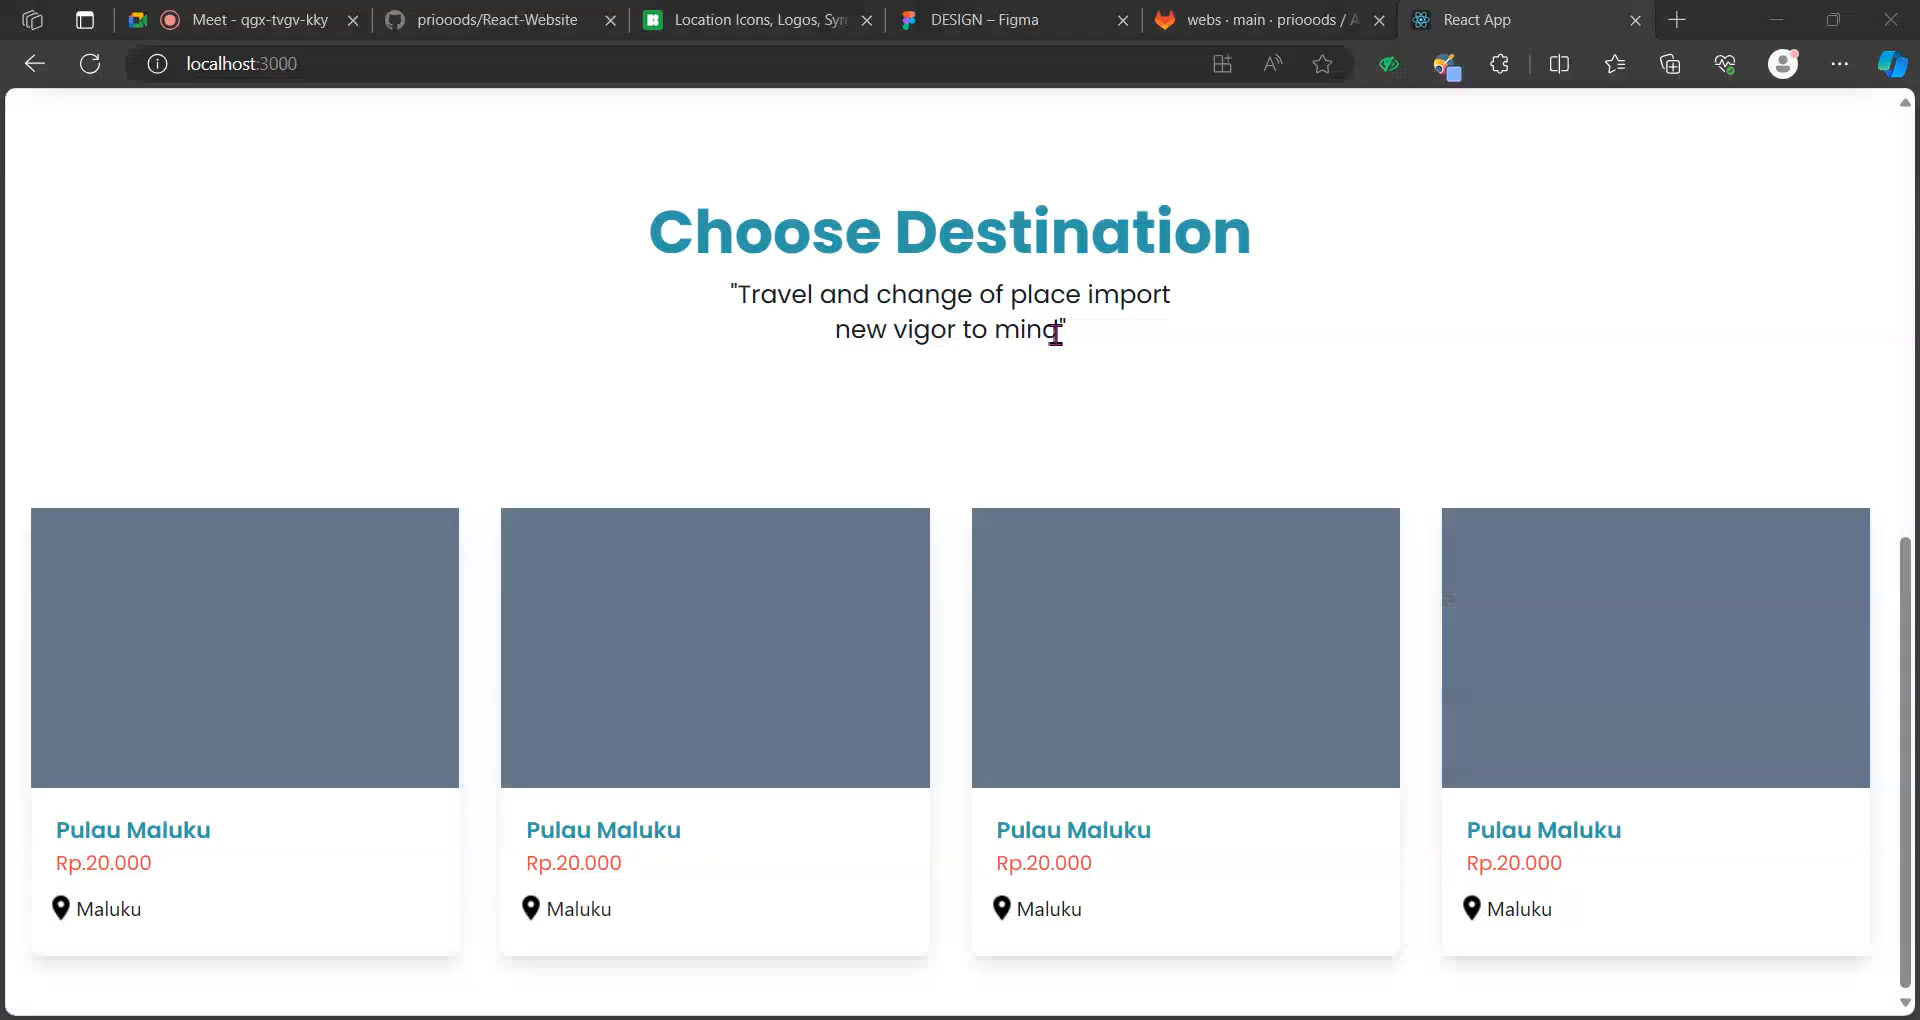 Meet - qgx-tvgv-kky
priooods/React-Website
Location Icons, Logos, Sym
DESIGN – Figma
webs · main · priooods / A
React App
localhost:3000
Choose Destination
"Travel and change of place import
new vigor to mind"
Pulau Maluku
Rp.20.000
Maluku
Pulau Maluku
Rp.20.000
Maluku
Pulau Maluku
Rp.20.000
Maluku
Pulau Maluku
Rp.20.000
Maluku